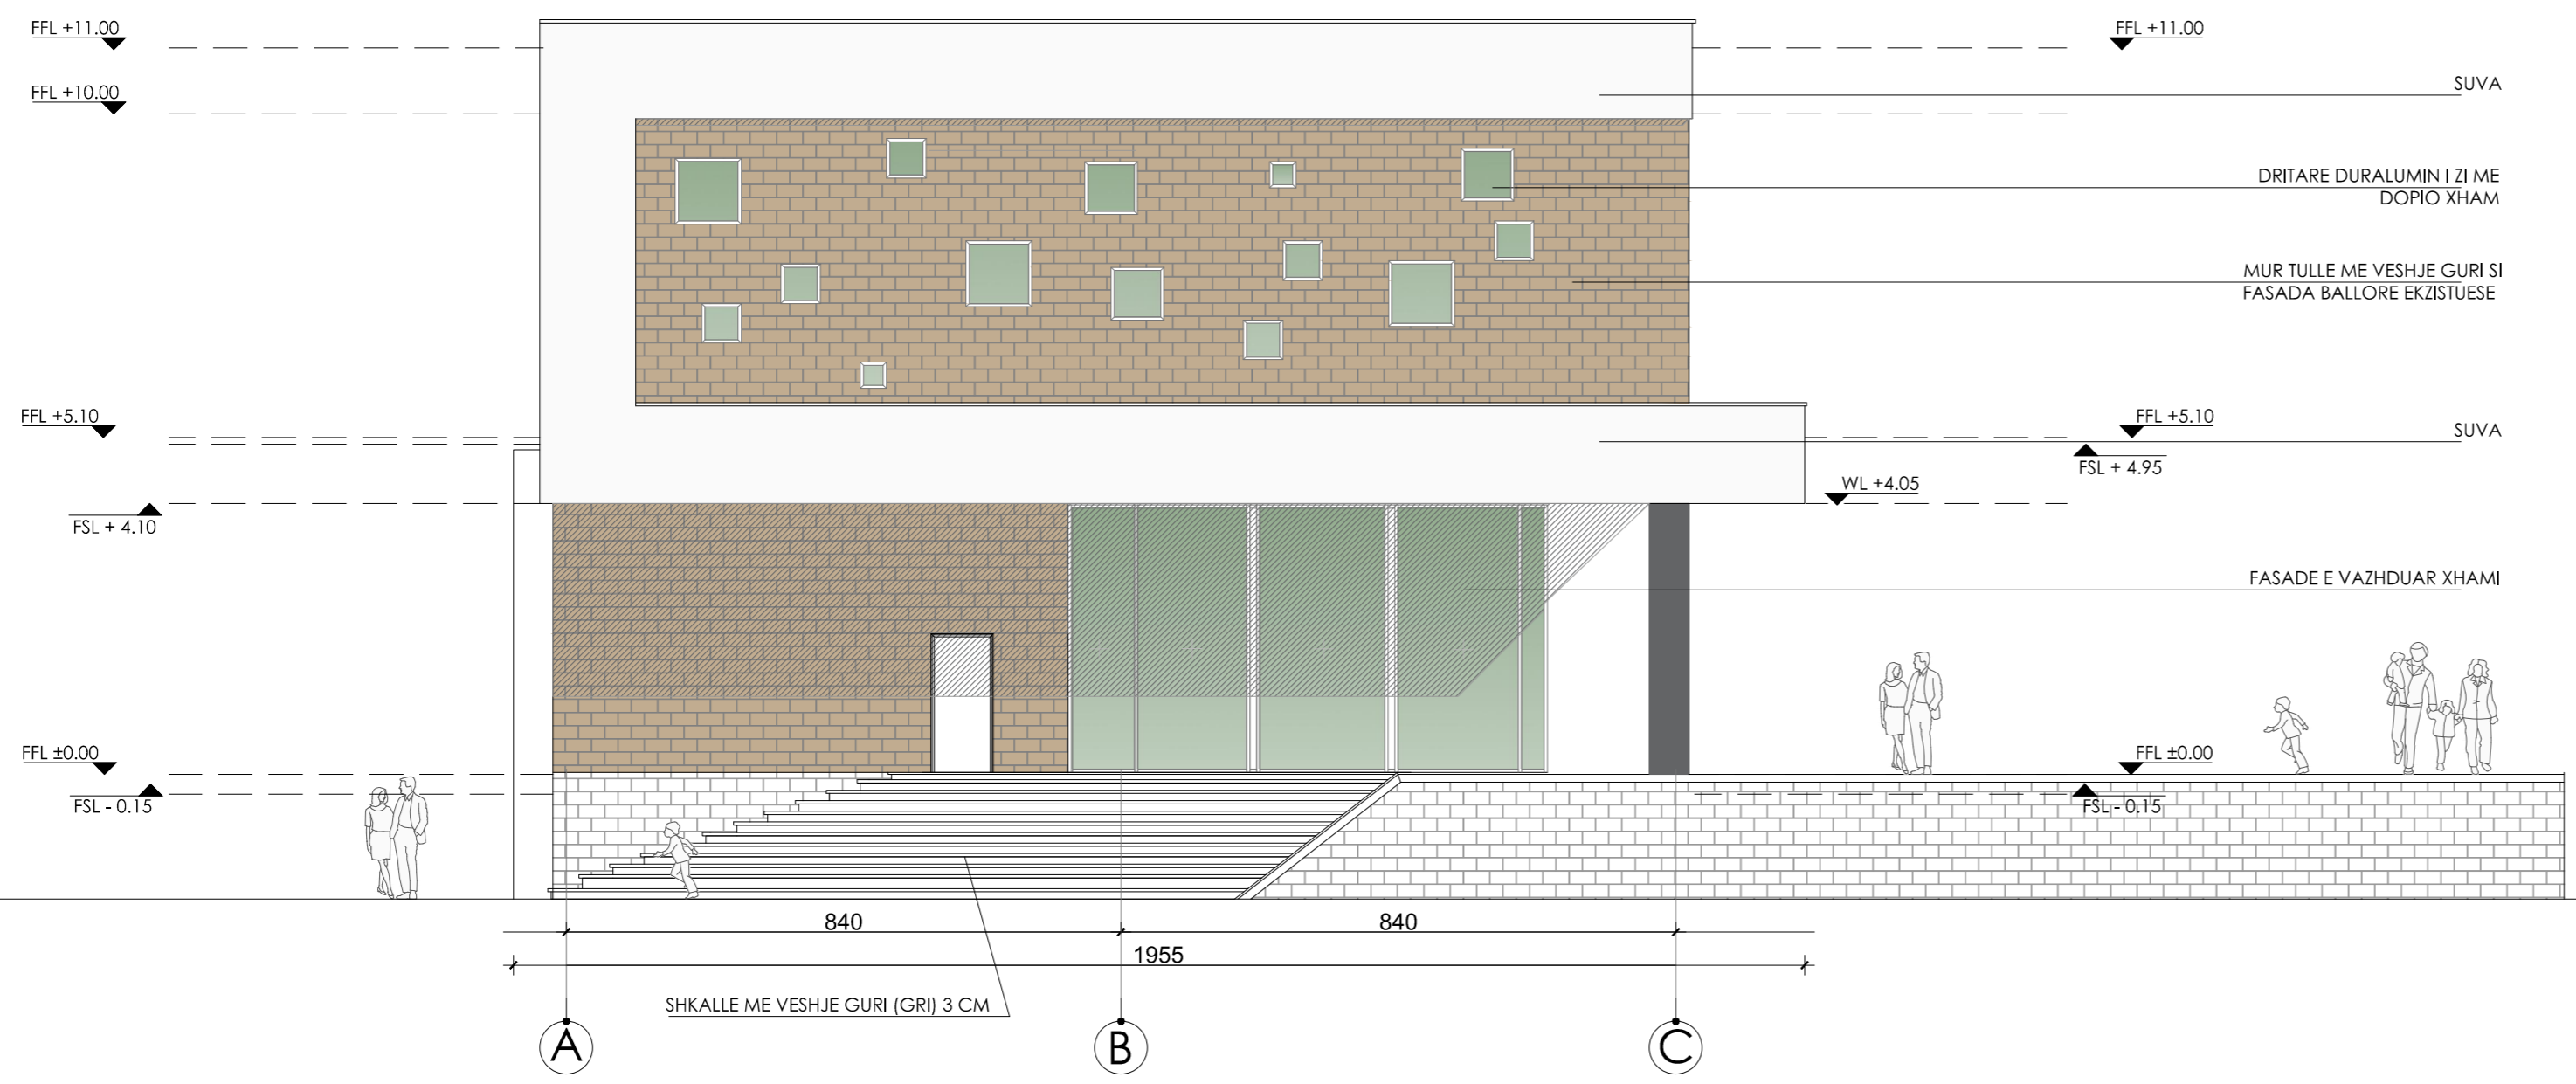 FFL +11.00
FFL +11.00
SUVA
FFL +10.00
DRITARE DURALUMIN I ZI ME
DOPIO XHAM
MUR TULLE ME VESHJE GURI SI
FASADA BALLORE EKZISTUESE
FFL +5.10
FFL +5.10
SUVA
FSL + 4.95
WL +4.05
FSL + 4.10
FASADE E VAZHDUAR XHAMI
FFL ±0.00
FFL ±0.00
FSL - 0.15
FSL - 0.15
840
840
1955
SHKALLE ME VESHJE GURI (GRI) 3 CM
A
B
C